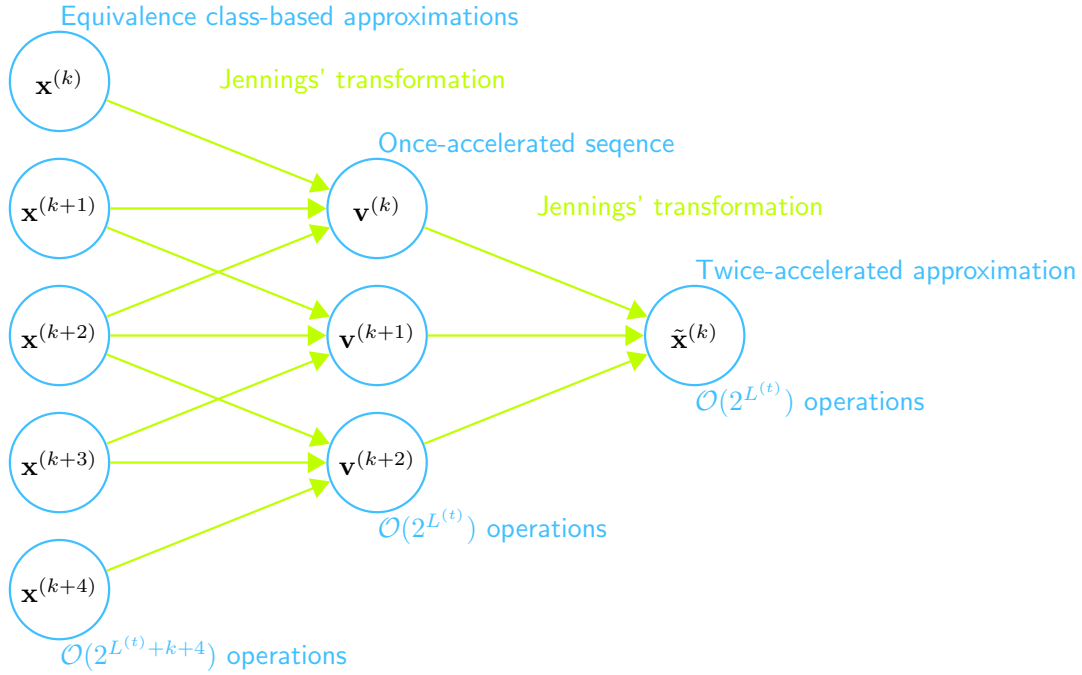 Equivalence class-based approximations
x^(k)
Jennings' transformation
Once-accelerated seqence
x^(k+1)
v^(k)
Jennings' transformation
Twice-accelerated approximation
x^(k+2)
v^(k+1)
x̃^(k)
O(2^{L^(t)}) operations
x^(k+3)
v^(k+2)
O(2^{L^(t)}) operations
x^(k+4)
O(2^{L^(t)+k+4}) operations